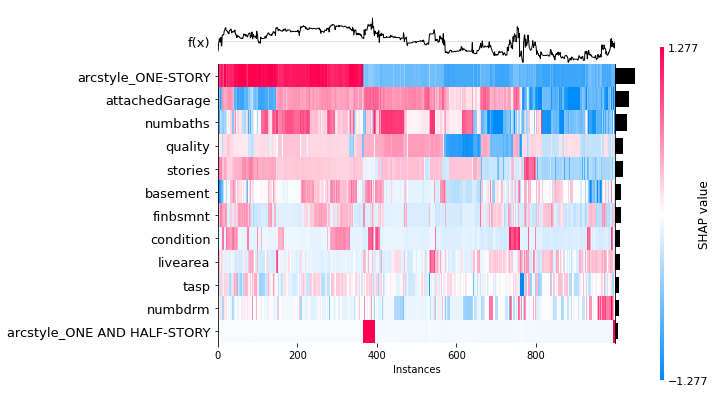 f(x)
arcstyle_ONE-STORY
attachedGarage
numbaths
quality
stories
basement
finbsmnt
condition
livearea
tasp
numbdrm
arcstyle_ONE AND HALF-STORY
0 200 400 600 800
Instances
1.277
SHAP value
−1.277